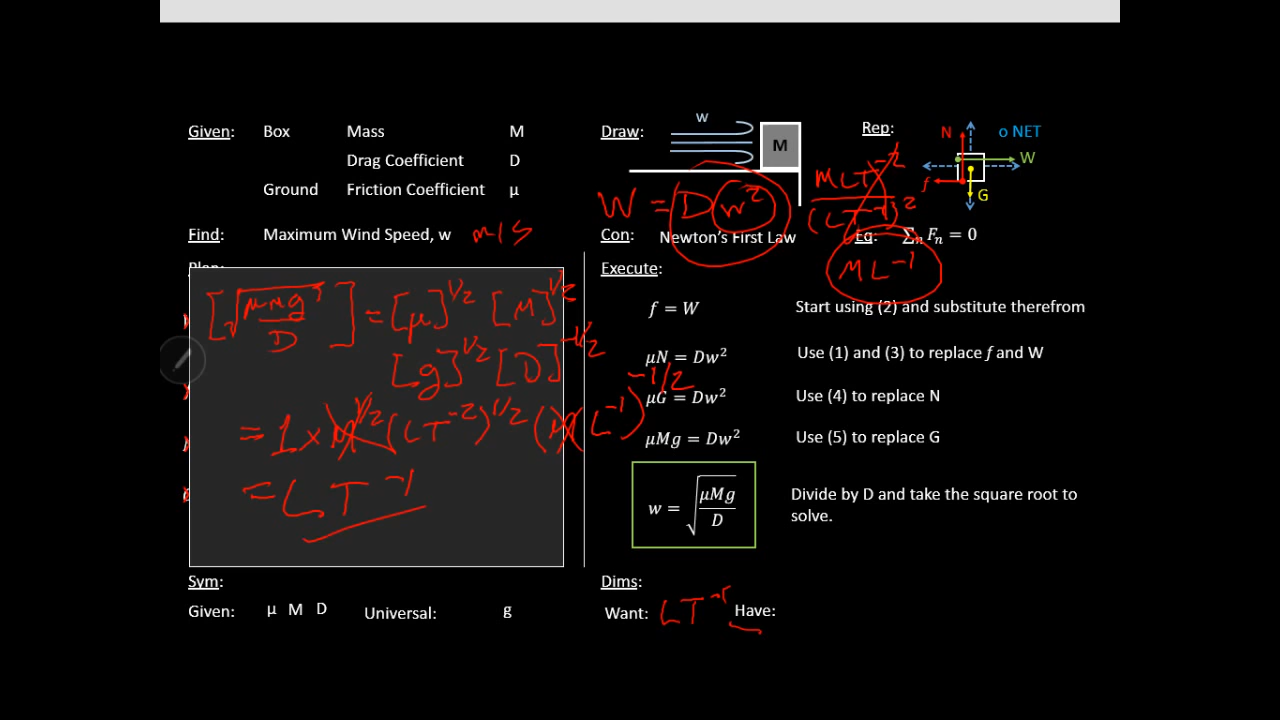 Given: Box Mass M
Drag Coefficient D
Ground Friction Coefficient μ
Find: Maximum Wind Speed, w m/s
Plan:
[√(μMg/D)] = [μ]^1/2 [M]^1/2
[g]^1/2 [D]^-1/2
= 1 x M^1/2 (LT^-2)^1/2 (ML^-1)^-1/2
= LT^-1
Sym:
Given: μ M D Universal: g
Draw: w
M
W = Dw²
MLT^-2
(LT^-1)²
ML^-1
Rep: N o NET
W
f
G
Con: Newton's First Law
Eq: ∑n Fn = 0
Execute:
f = W Start using (2) and substitute therefrom
μN = Dw² Use (1) and (3) to replace f and W
μG = Dw² Use (4) to replace N
μMg = Dw² Use (5) to replace G
w = √(μMg/D) Divide by D and take the square root to
solve.
Dims:
Want: LT^-1 Have: